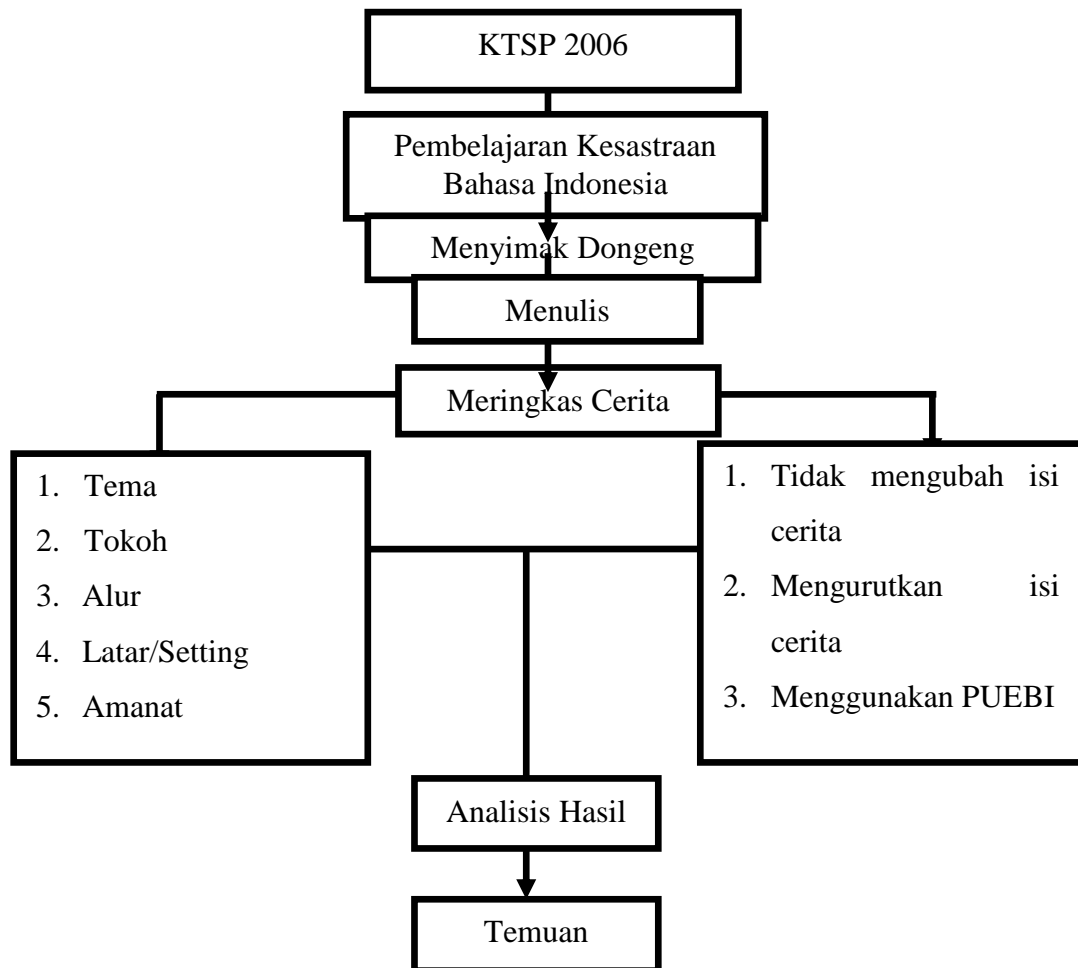 KTSP 2006
Pembelajaran Kesastraan
Bahasa Indonesia
Menyimak Dongeng
Menulis
Meringkas Cerita
1. Tema
2. Tokoh
3. Alur
4. Latar/Setting
5. Amanat
1. Tidak mengubah isi
cerita
2. Mengurutkan isi
cerita
3. Menggunakan PUEBI
Analisis Hasil
Temuan